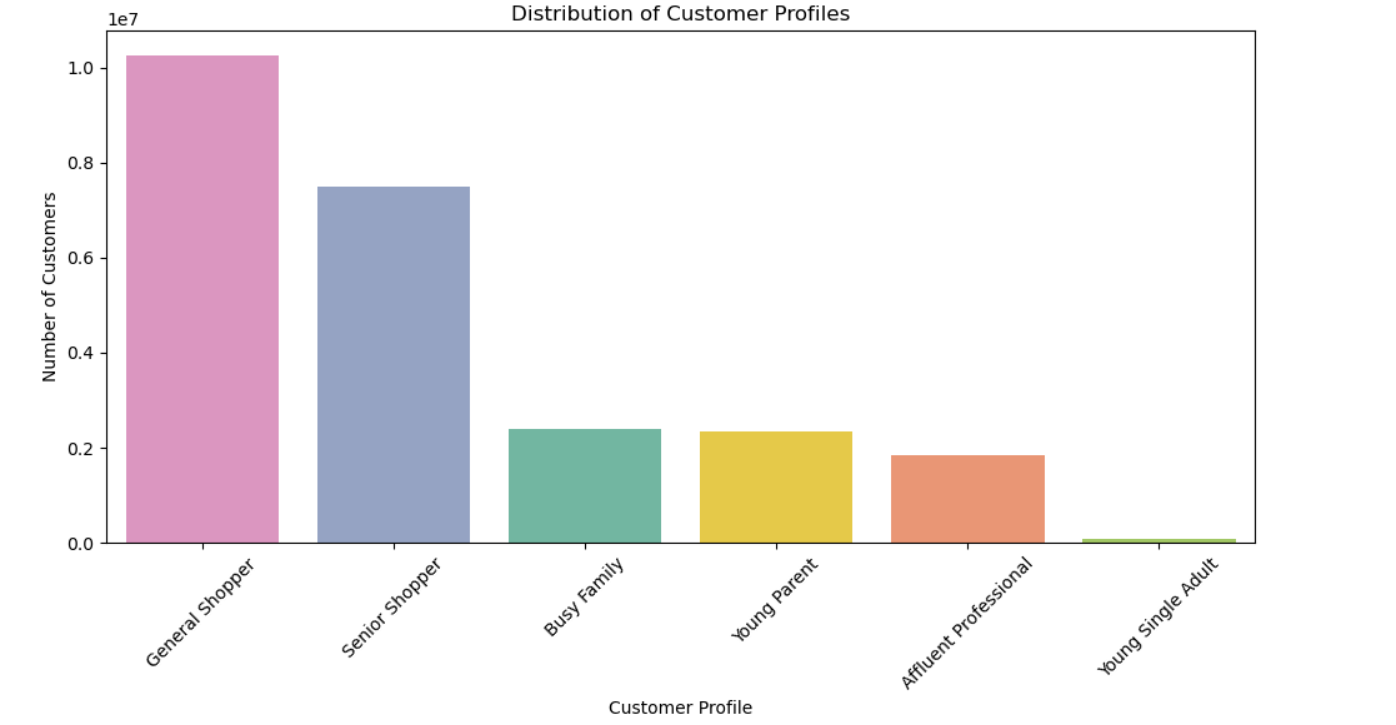 Distribution of Customer Profiles
1e7
1.0
0.8
0.6
0.4
0.2
0.0
Number of Customers
General Shopper
Senior Shopper
Busy Family
Young Parent
Affluent Professional
Young Single Adult
Customer Profile